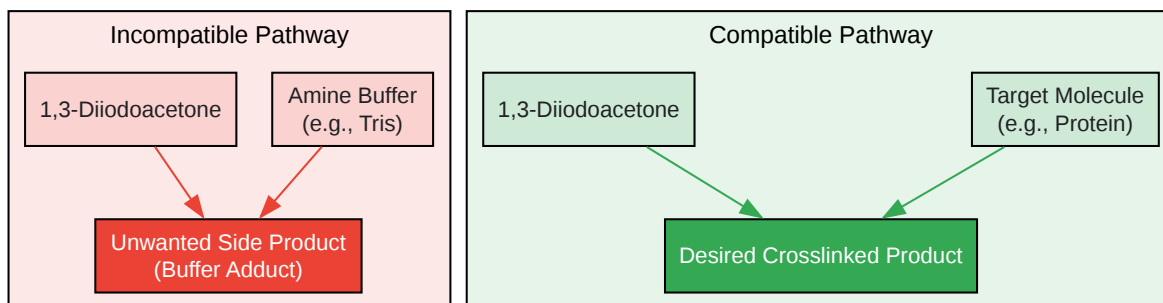 Incompatible Pathway
1,3-Diiodoacetone
Amine Buffer
(e.g., Tris)
Unwanted Side Product
(Buffer Adduct)
Compatible Pathway
1,3-Diiodoacetone
Target Molecule
(e.g., Protein)
Desired Crosslinked Product